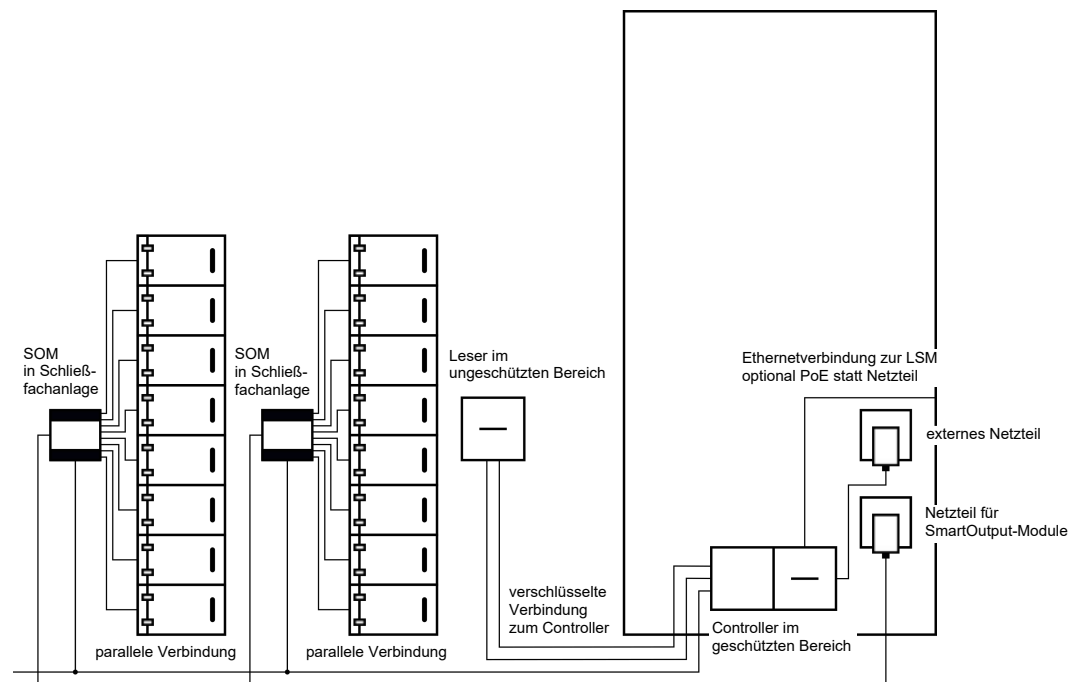 SOM
in Schließ-
fachanlage
SOM
in Schließ-
fachanlage
Leser im
ungeschützten Bereich
Ethernetverbindung zur LSM
optional PoE statt Netzteil
externes Netzteil
Netzteil für
SmartOutput-Module
verschlüsselte
Verbindung
zum Controller
Controller im
geschützten Bereich
parallele Verbindung
parallele Verbindung